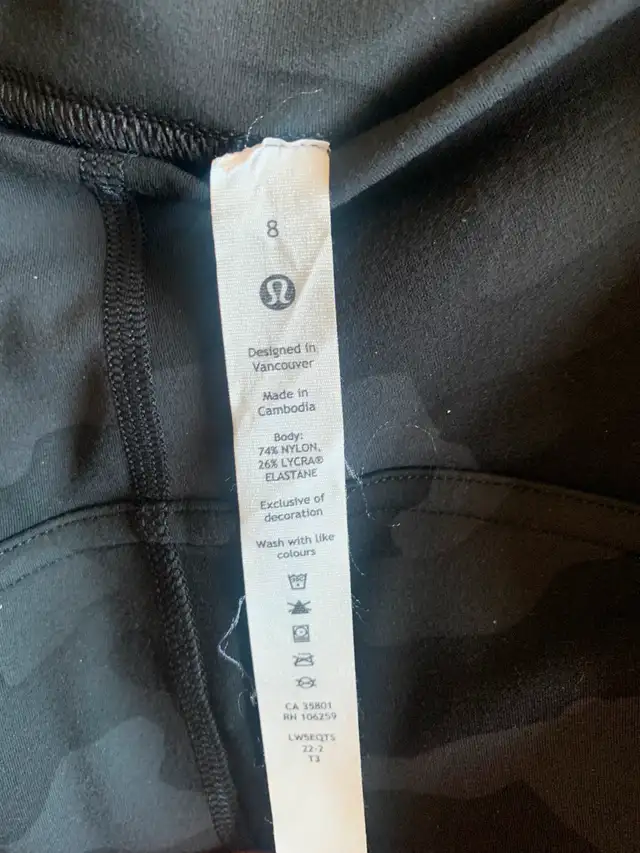 8
Designed in
Vancouver
Made in
Cambodia
Body:
74% NYLON,
26% LYCRA®
ELASTANE
Exclusive of
decoration
Wash with like
colours
CA 35801
RN 106259
LW5EQTS
22-2
T3